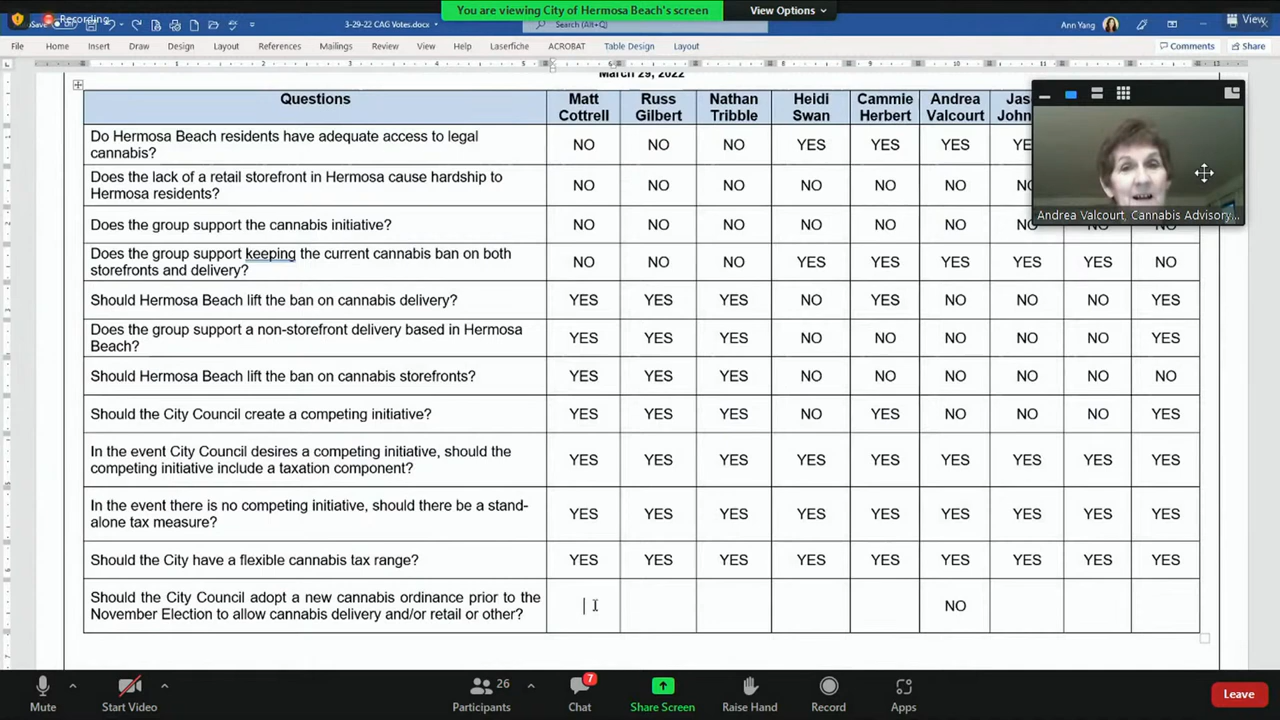 Recording
3-29-22 CAG Votes.docx
You are viewing City of Hermosa Beach's screen
View Options
Search (Alt+Q)
Ann Yang
View
File Home Insert Draw Design Layout References Mailings Review View Help Laserfiche ACROBAT Table Design Layout
Comments Share
March 29, 2022
Questions Matt Cottrell Russ Gilbert Nathan Tribble Heidi Swan Cammie Herbert Andrea Valcourt
Do Hermosa Beach residents have adequate access to legal
cannabis?
NO NO NO YES YES YES
Does the lack of a retail storefront in Hermosa cause hardship to
Hermosa residents?
NO NO NO NO NO NO
Andrea Valcourt, Cannabis Advisory...
Does the group support the cannabis initiative?
NO NO NO NO NO NO NO NO NO
Does the group support keeping the current cannabis ban on both
storefronts and delivery?
NO NO NO YES YES YES YES YES NO
Should Hermosa Beach lift the ban on cannabis delivery?
YES YES YES NO YES NO NO NO YES
Does the group support a non-storefront delivery based in Hermosa
Beach?
YES YES YES NO NO NO NO NO YES
Should Hermosa Beach lift the ban on cannabis storefronts?
YES YES YES NO NO NO NO NO NO
Should the City Council create a competing initiative?
YES YES YES NO YES NO NO NO YES
In the event City Council desires a competing initiative, should the
competing initiative include a taxation component?
YES YES YES YES YES YES YES YES YES
In the event there is no competing initiative, should there be a stand-
alone tax measure?
YES YES YES YES YES YES YES YES YES
Should the City have a flexible cannabis tax range?
YES YES YES YES YES YES YES YES YES
Should the City Council adopt a new cannabis ordinance prior to the
November Election to allow cannabis delivery and/or retail or other?
NO
26
7
Mute Start Video Participants Chat Share Screen Raise Hand Record Apps Leave